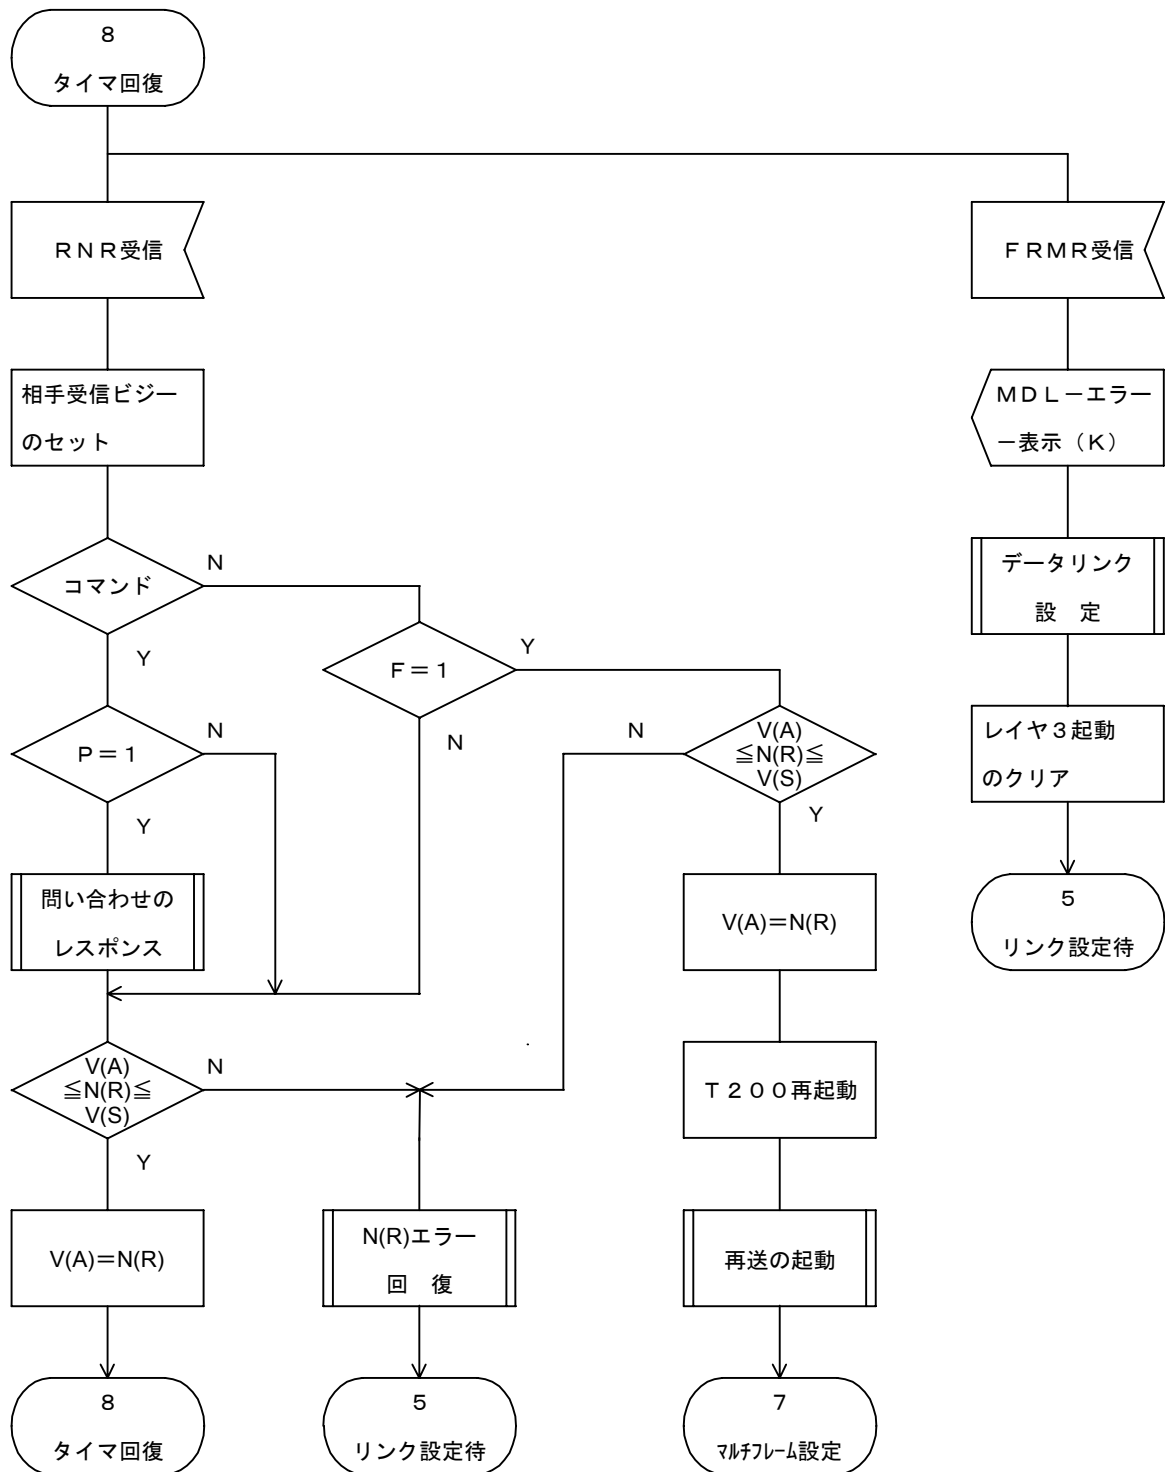 8
タイマ回復
RNR受信
FRMR受信
相手受信ビジー
のセット
MDL-エラー
-表示(K)
コマンド
N
Y
データリンク
設 定
F=1
Y
N
P=1
N
Y
V(A)
≦N(R)≦
V(S)
N
Y
レイヤ3起動
のクリア
問い合わせの
レスポンス
V(A)=N(R)
5
リンク設定待
V(A)
≦N(R)≦
V(S)
N
Y
T200再起動
V(A)=N(R)
N(R)エラー
回 復
再送の起動
8
タイマ回復
5
リンク設定待
7
マルチフレーム設定